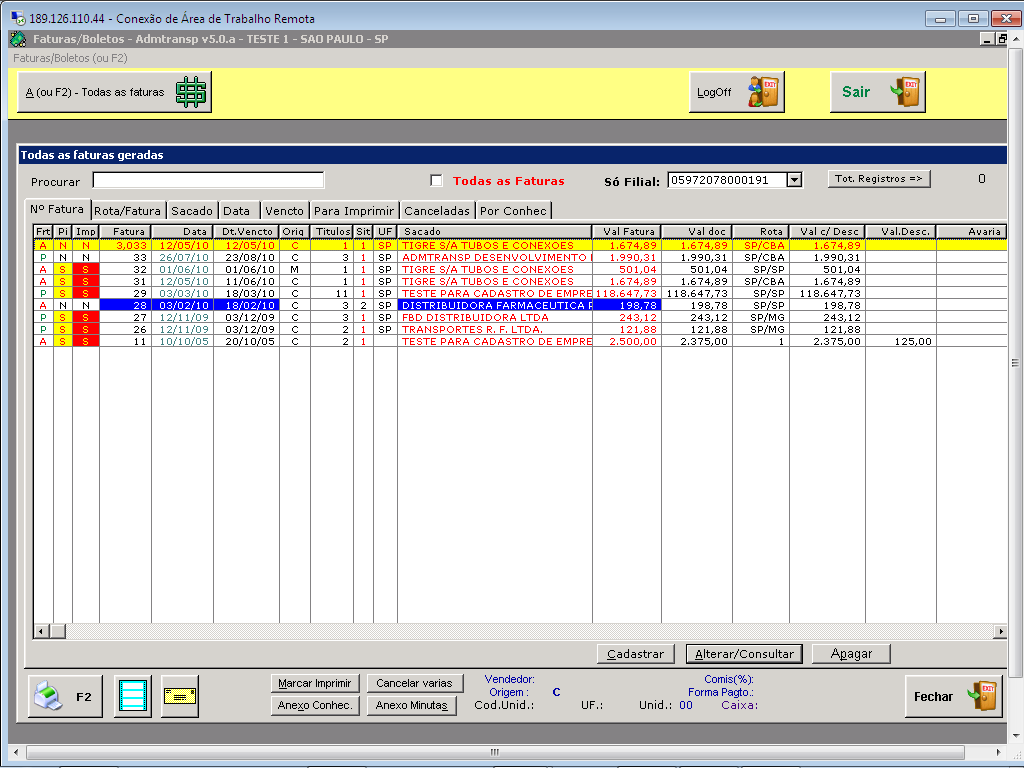 189.126.110.44 - Conexão de Área de Trabalho Remota
Faturas/Boletos - Admtransp v5.0.a - TESTE 1 - SAO PAULO - SP
Faturas/Boletos (ou F2)
A (ou F2) - Todas as faturas
LogOff
EXIT
Sair
EXIT
Todas as faturas geradas
Procurar
Todas as Faturas
Só Filial:
05972078000191
Tot. Registros =>
0
Nº Fatura Rota/Fatura Sacado Data Vencto Para Imprimir Canceladas Por Conhec
Frt Pi Imp Fatura Data Dt.Vencto Orig Titulos Sit UF Sacado Val Fatura Val doc Rota Val c/ Desc Val.Desc. Avaria
A N N 3,033 12/05/10 12/05/10 C 1 1 SP TIGRE S/A TUBOS E CONEXOES 1.674,89 1.674,89 SP/CBA 1.674,89
P N N 33 26/07/10 23/08/10 C 3 1 SP ADMTRANSP DESENVOLVIMENTO 1.990,31 1.990,31 SP/CBA 1.990,31
A S S 32 01/06/10 01/06/10 M 1 1 SP TIGRE S/A TUBOS E CONEXOES 501,04 501,04 SP/SP 501,04
A S S 31 12/05/10 11/06/10 C 1 1 SP TIGRE S/A TUBOS E CONEXOES 1.674,89 1.674,89 SP/CBA 1.674,89
P S S 29 03/03/10 18/03/10 C 11 1 SP TESTE PARA CADASTRO DE EMPRE 118.647,73 118.647,73 SP/SP 118.647,73
A N N 28 03/02/10 18/02/10 C 3 2 SP DISTRIBUIDORA FARMACEUTICA 198,78 198,78 SP/SP 198,78
P S S 27 12/11/09 03/12/09 C 3 1 SP FBD DISTRIBUIDORA LTDA 243,12 243,12 SP/MG 243,12
P S S 26 12/11/09 03/12/09 C 2 1 SP TRANSPORTES R. F. LTDA. 121,88 121,88 SP/MG 121,88
A S S 11 10/10/05 20/10/05 C 2 1 TESTE PARA CADASTRO DE EMPRE 2.500,00 2.375,00 1 2.375,00 125,00
Cadastrar
Alterar/Consultar
Apagar
F2
Marcar Imprimir
Cancelar varias
Anexo Conhec.
Anexo Minutas
Vendedor:
Comis(%):
Origem : C
Forma Pagto.:
Cod.Unid.:
UF.:
Unid.: 00
Caixa:
Fechar
EXIT